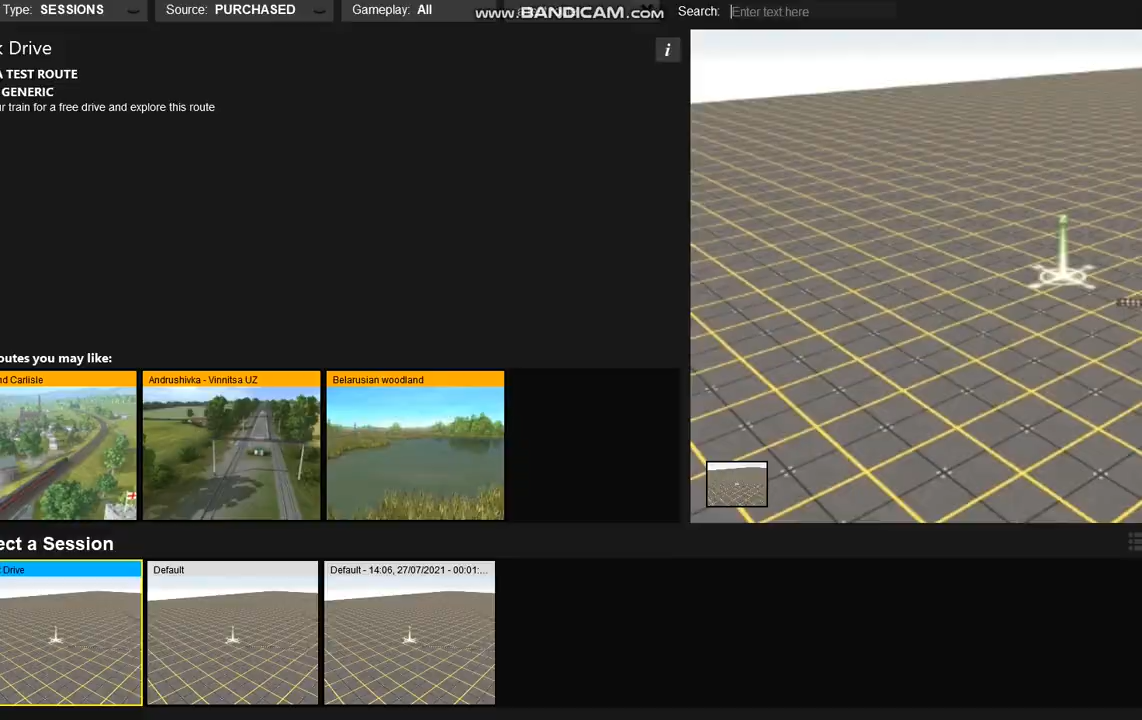 Type: SESSIONS Source: PURCHASED Gameplay: All www.BANDICAM.com Search: Enter text here
k Drive
i
A TEST ROUTE
GENERIC
ur train for a free drive and explore this route
outes you may like:
nd Carlisle Andrushivka - Vinnitsa UZ Belarusian woodland
ect a Session
Drive Default Default - 14:06, 27/07/2021 - 00:01:...